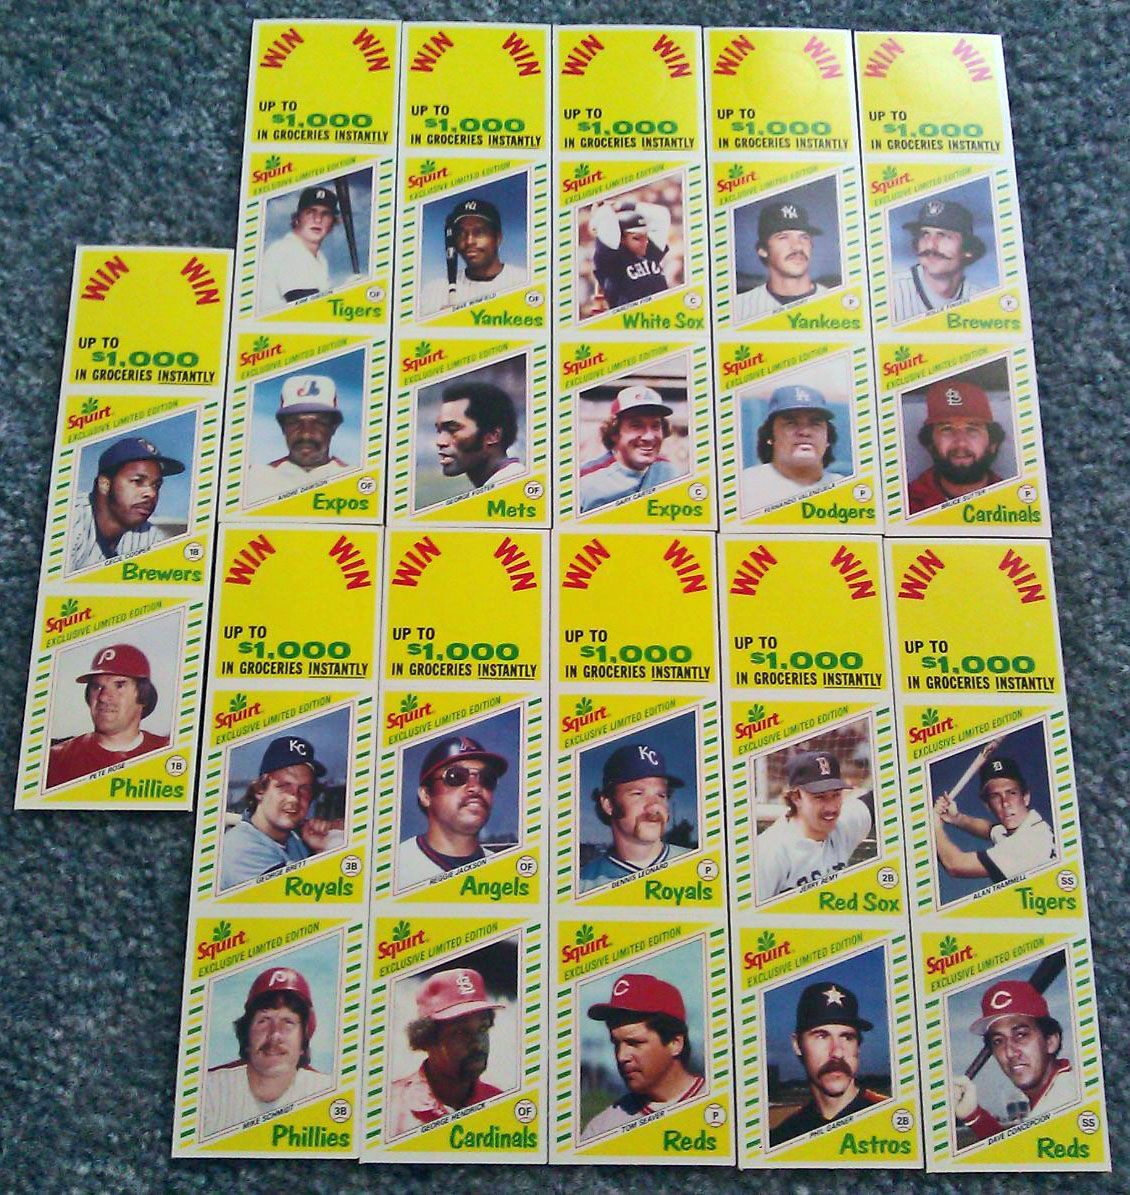 WIN WIN
UP TO
$1,000
IN GROCERIES INSTANTLY
Squirt
EXCLUSIVE LIMITED EDITION
KIRK GIBSON
OF
Tigers
Squirt
EXCLUSIVE LIMITED EDITION
ANDRE DAWSON
OF
Expos
WIN WIN
UP TO
$1,000
IN GROCERIES INSTANTLY
Squirt
EXCLUSIVE LIMITED EDITION
DAVE WINFIELD
OF
Yankees
Squirt
EXCLUSIVE LIMITED EDITION
GEORGE FOSTER
OF
Mets
WIN WIN
UP TO
$1,000
IN GROCERIES INSTANTLY
Squirt
EXCLUSIVE LIMITED EDITION
CARLTON FISK
C
White Sox
Squirt
EXCLUSIVE LIMITED EDITION
GARY CARTER
C
Expos
WIN WIN
UP TO
$1,000
IN GROCERIES INSTANTLY
Squirt
EXCLUSIVE LIMITED EDITION
RON
P
Yankees
Squirt
EXCLUSIVE LIMITED EDITION
FERNANDO VALENZUELA
P
Dodgers
WIN WIN
UP TO
$1,000
IN GROCERIES INSTANTLY
Squirt
EXCLUSIVE LIMITED EDITION
ROLLIE FINGERS
P
Brewers
Squirt
EXCLUSIVE LIMITED EDITION
BRUCE SUTTER
P
Cardinals
WIN WIN
UP TO
$1,000
IN GROCERIES INSTANTLY
Squirt
EXCLUSIVE LIMITED EDITION
CECIL COOPER
1B
Brewers
Squirt
EXCLUSIVE LIMITED EDITION
PETE ROSE
1B
Phillies
WIN WIN
UP TO
$1,000
IN GROCERIES INSTANTLY
Squirt
EXCLUSIVE LIMITED EDITION
KC
GEORGE BRETT
3B
Royals
Squirt
EXCLUSIVE LIMITED EDITION
MIKE SCHMIDT
3B
Phillies
WIN WIN
UP TO
$1,000
IN GROCERIES INSTANTLY
Squirt
EXCLUSIVE LIMITED EDITION
REGGIE JACKSON
OF
Angels
Squirt
EXCLUSIVE LIMITED EDITION
GEORGE HENDRICK
OF
Cardinals
WIN WIN
UP TO
$1,000
IN GROCERIES INSTANTLY
Squirt
EXCLUSIVE LIMITED EDITION
KC
DENNIS LEONARD
P
Royals
Squirt
EXCLUSIVE LIMITED EDITION
C
TOM SEAVER
P
Reds
WIN WIN
UP TO
$1,000
IN GROCERIES INSTANTLY
Squirt
EXCLUSIVE LIMITED EDITION
JERRY REMY
2B
Red Sox
Squirt
EXCLUSIVE LIMITED EDITION
PHIL GARNER
2B
Astros
WIN WIN
UP TO
$1,000
IN GROCERIES INSTANTLY
Squirt
EXCLUSIVE LIMITED EDITION
ALAN TRAMMELL
SS
Tigers
Squirt
EXCLUSIVE LIMITED EDITION
C
DAVE CONCEPCION
SS
Reds